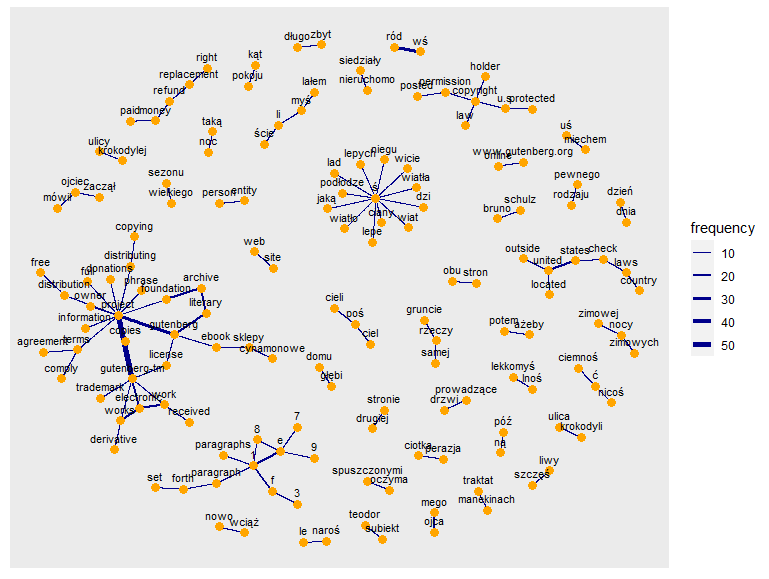 długo zbyt
ród wś
right
replacement
refund
paidmoney
kąt
pokoju
siedziały
nieruchomo
holder
permission
posted copyright
u.s protected
law
lałem
myś
li
ście
taką
noc
ulicy
krokodylej
uś
mięchem
www.gutenberg.org
online
niegu
lepych wicie
lad
wiatła
podłodze ś
jaką dzi
ciany
wiatło wiat
lepe
sezonu
wielkiego
person entity
ojciec
zaczął
mówił
pewnego
rodzaju
schulz
bruno
dzień
dnia
copying
distributing
free full donations
distribution phrase archive
owner foundation
project literary
information
gutenberg
copies
terms
agreement
ebook sklepy
cynamonowe
license
comply
gutenberg-tm
trademark
electronic work
works received
derivative
web
site
obu stron
outside states check
united laws
located country
cieli
poś
ciel
gruncie
rzeczy
samej
potem
ażeby
zimowej
nocy
zimowych
domu
głębi
lekkomyś
lnoś
ciemnoś
ć
nicoś
prowadzące
drzwi
stronie
drugiej
póź
ulica
krokodyli
ciotka
perazja
7
8
e
paragraphs 9
1
paragraph f
set forth
3
spuszczonymi
oczyma
liwy
szczęś
traktat
manekinach
nowo
wciąż
le naroś
teodor
subiekt
mego
ojca
frequency
10
20
30
40
50